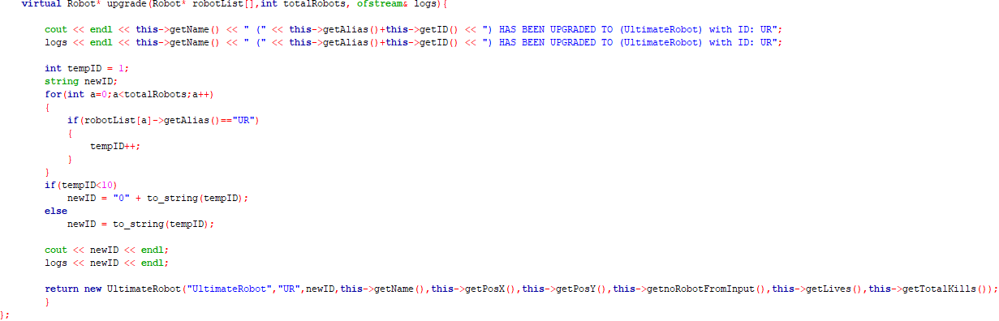 virtual Robot* upgrade(Robot* robotList[],int totalRobots, ofstream& logs){
cout << endl << this->getName() << " (" << this->getAlias()+this->getID() << ") HAS BEEN UPGRADED TO (UltimateRobot) with ID: UR";
logs << endl << this->getName() << " (" << this->getAlias()+this->getID() << ") HAS BEEN UPGRADED TO (UltimateRobot) with ID: UR";
int tempID = 1;
string newID;
for(int a=0;a<totalRobots;a++)
{
if(robotList[a]->getAlias()=="UR")
{
tempID++;
}
}
if(tempID<10)
newID = "0" + to_string(tempID);
else
newID = to_string(tempID);
cout << newID << endl;
logs << newID << endl;
return new UltimateRobot("UltimateRobot","UR",newID,this->getName(),this->getPosX(),this->getPosY(),this->getnoRobotFromInput(),this->getLives(),this->getTotalKills());
}
};